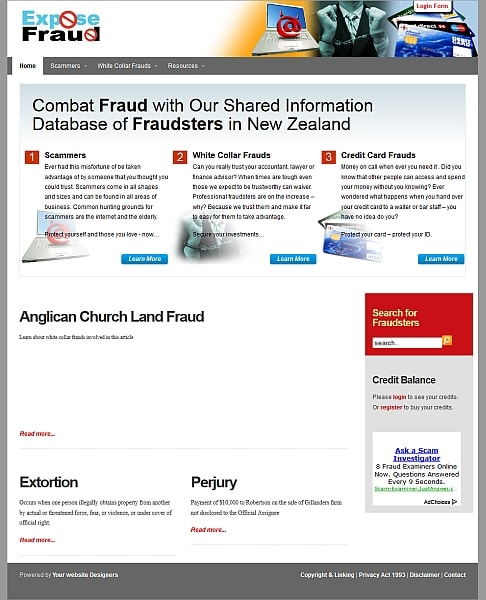 Expose
Fraud
Login Form
Home
Scammers
White Collar Frauds
Resources
Combat Fraud with Our Shared Information
Database of Fraudsters in New Zealand
1 Scammers
Ever had this misfortune of be taken
advantage of by someone that you thought you
could trust. Scammers come in all shapes
and sizes and can be found in all areas of
business. Common hunting grounds for
scammers are the internet and the elderly.
Protect yourself and those you love - now…
Learn More
2 White Collar Frauds
Can you really trust your accountant, lawyer or
finance advisor? When times are tough even
those we expect to be trustworthy can waiver.
Professional fraudsters are on the increase –
why? Because we trust them and make it far
to easy for them to take advantage.
Secure your investments…
Learn More
3 Credit Card Frauds
Money on call when ever you need it . Did you
know that other people can access and spend
your money without you knowing? Ever
wondered what happens when you hand over
your credit card to a waiter or bar staff – you
have no idea do you?
Protect your card – protect your ID.
Learn More
Anglican Church Land Fraud
Learn about white collar frauds involved in this article
Read more...
Search for
Fraudsters
search...
Credit Balance
Please login to see your credits.
Or register to buy your credits.
Ask a Scam
Investigator
8 Fraud Examiners Online
Now. Questions Answered
Every 9 Seconds.
Scam-Examiner.JustAnswer.c...
AdChoices
Extortion
Occurs when one person illegally obtains property from another
by actual or threatened force, fear, or violence, or under cover of
official right.
Read more...
Perjury
Payment of $10,000 to Robertson on the sale of Gillanders firm
not disclosed to the Official Assignee
Read more...
Powered by Your website Designers
Copyright & Linking | Privacy Act 1993 | Disclaimer | Contact